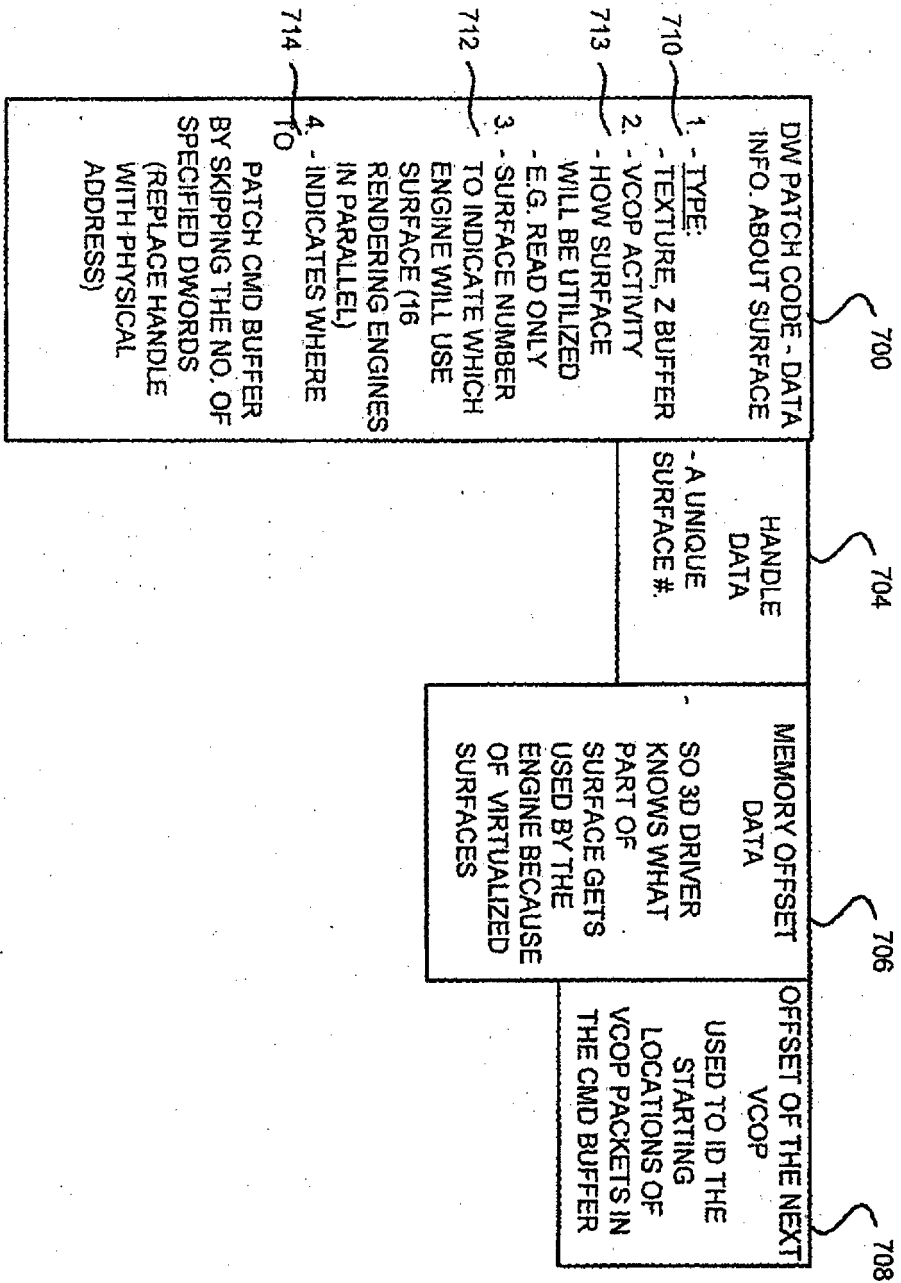 700
DW PATCH CODE - DATA
INFO. ABOUT SURFACE
710
1. - TYPE:
- TEXTURE, Z BUFFER
713
2. - VCOP ACTIVITY
- HOW SURFACE
WILL BE UTILIZED
- E.G. READ ONLY
712
3. - SURFACE NUMBER
TO INDICATE WHICH
ENGINE WILL USE
SURFACE (16
RENDERING ENGINES
IN PARALLEL)
714
4. - INDICATES WHERE
TO
PATCH CMD BUFFER
BY SKIPPING THE NO. OF
SPECIFIED DWORDS
(REPLACE HANDLE
WITH PHYSICAL
ADDRESS)
704
HANDLE
DATA
- A UNIQUE
SURFACE #.
706
MEMORY OFFSET
DATA
-
SO 3D DRIVER
KNOWS WHAT
PART OF
SURFACE GETS
USED BY THE
ENGINE BECAUSE
OF VIRTUALIZED
SURFACES
708
OFFSET OF THE NEXT
VCOP
USED TO ID THE
STARTING
LOCATIONS OF
VCOP PACKETS IN
THE CMD BUFFER